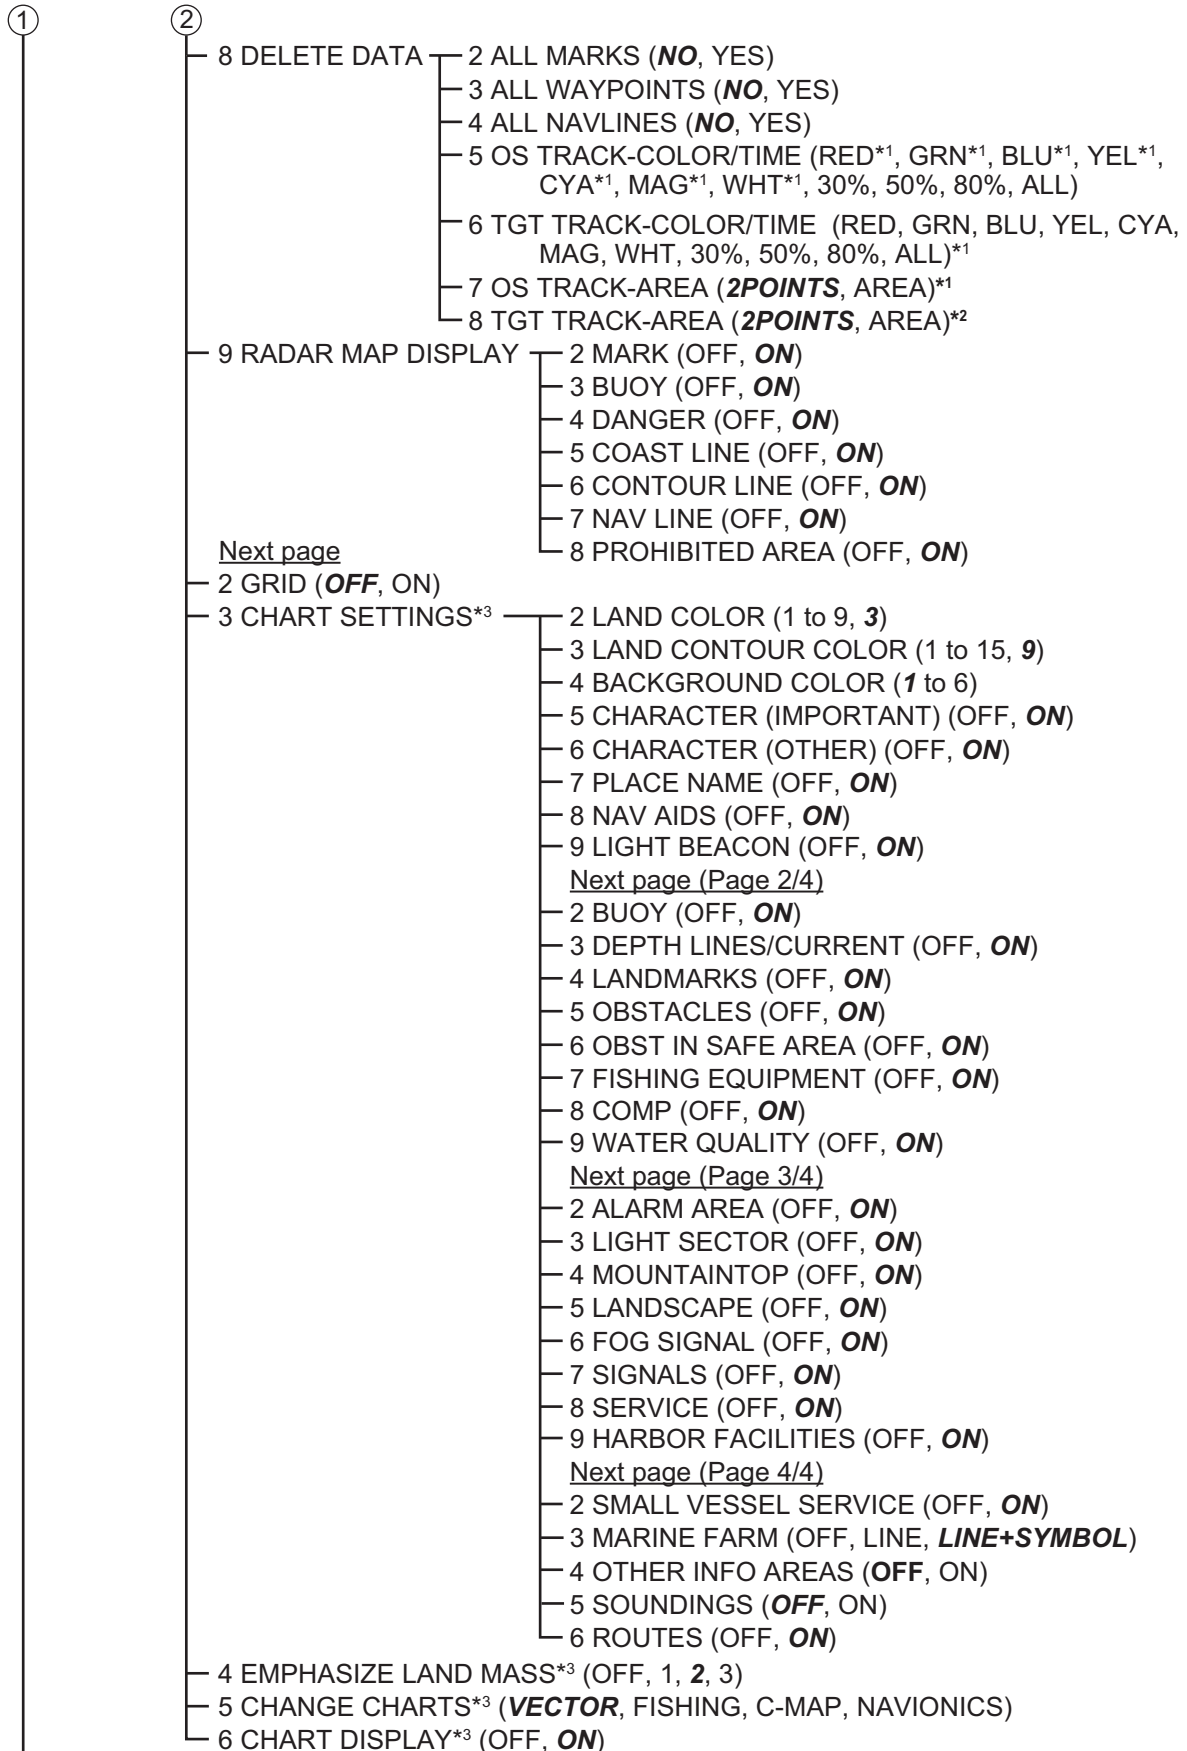 ① ②
8 DELETE DATA 2 ALL MARKS (NO, YES)
3 ALL WAYPOINTS (NO, YES)
4 ALL NAVLINES (NO, YES)
5 OS TRACK-COLOR/TIME (RED*1, GRN*1, BLU*1, YEL*1,
CYA*1, MAG*1, WHT*1, 30%, 50%, 80%, ALL)
6 TGT TRACK-COLOR/TIME (RED, GRN, BLU, YEL, CYA,
MAG, WHT, 30%, 50%, 80%, ALL)*1
7 OS TRACK-AREA (2POINTS, AREA)*1
8 TGT TRACK-AREA (2POINTS, AREA)*2
9 RADAR MAP DISPLAY 2 MARK (OFF, ON)
3 BUOY (OFF, ON)
4 DANGER (OFF, ON)
5 COAST LINE (OFF, ON)
6 CONTOUR LINE (OFF, ON)
7 NAV LINE (OFF, ON)
8 PROHIBITED AREA (OFF, ON)
Next page
2 GRID (OFF, ON)
3 CHART SETTINGS*3 2 LAND COLOR (1 to 9, 3)
3 LAND CONTOUR COLOR (1 to 15, 9)
4 BACKGROUND COLOR (1 to 6)
5 CHARACTER (IMPORTANT) (OFF, ON)
6 CHARACTER (OTHER) (OFF, ON)
7 PLACE NAME (OFF, ON)
8 NAV AIDS (OFF, ON)
9 LIGHT BEACON (OFF, ON)
Next page (Page 2/4)
2 BUOY (OFF, ON)
3 DEPTH LINES/CURRENT (OFF, ON)
4 LANDMARKS (OFF, ON)
5 OBSTACLES (OFF, ON)
6 OBST IN SAFE AREA (OFF, ON)
7 FISHING EQUIPMENT (OFF, ON)
8 COMP (OFF, ON)
9 WATER QUALITY (OFF, ON)
Next page (Page 3/4)
2 ALARM AREA (OFF, ON)
3 LIGHT SECTOR (OFF, ON)
4 MOUNTAINTOP (OFF, ON)
5 LANDSCAPE (OFF, ON)
6 FOG SIGNAL (OFF, ON)
7 SIGNALS (OFF, ON)
8 SERVICE (OFF, ON)
9 HARBOR FACILITIES (OFF, ON)
Next page (Page 4/4)
2 SMALL VESSEL SERVICE (OFF, ON)
3 MARINE FARM (OFF, LINE, LINE+SYMBOL)
4 OTHER INFO AREAS (OFF, ON)
5 SOUNDINGS (OFF, ON)
6 ROUTES (OFF, ON)
4 EMPHASIZE LAND MASS*3 (OFF, 1, 2, 3)
5 CHANGE CHARTS*3 (VECTOR, FISHING, C-MAP, NAVIONICS)
6 CHART DISPLAY*3 (OFF, ON)